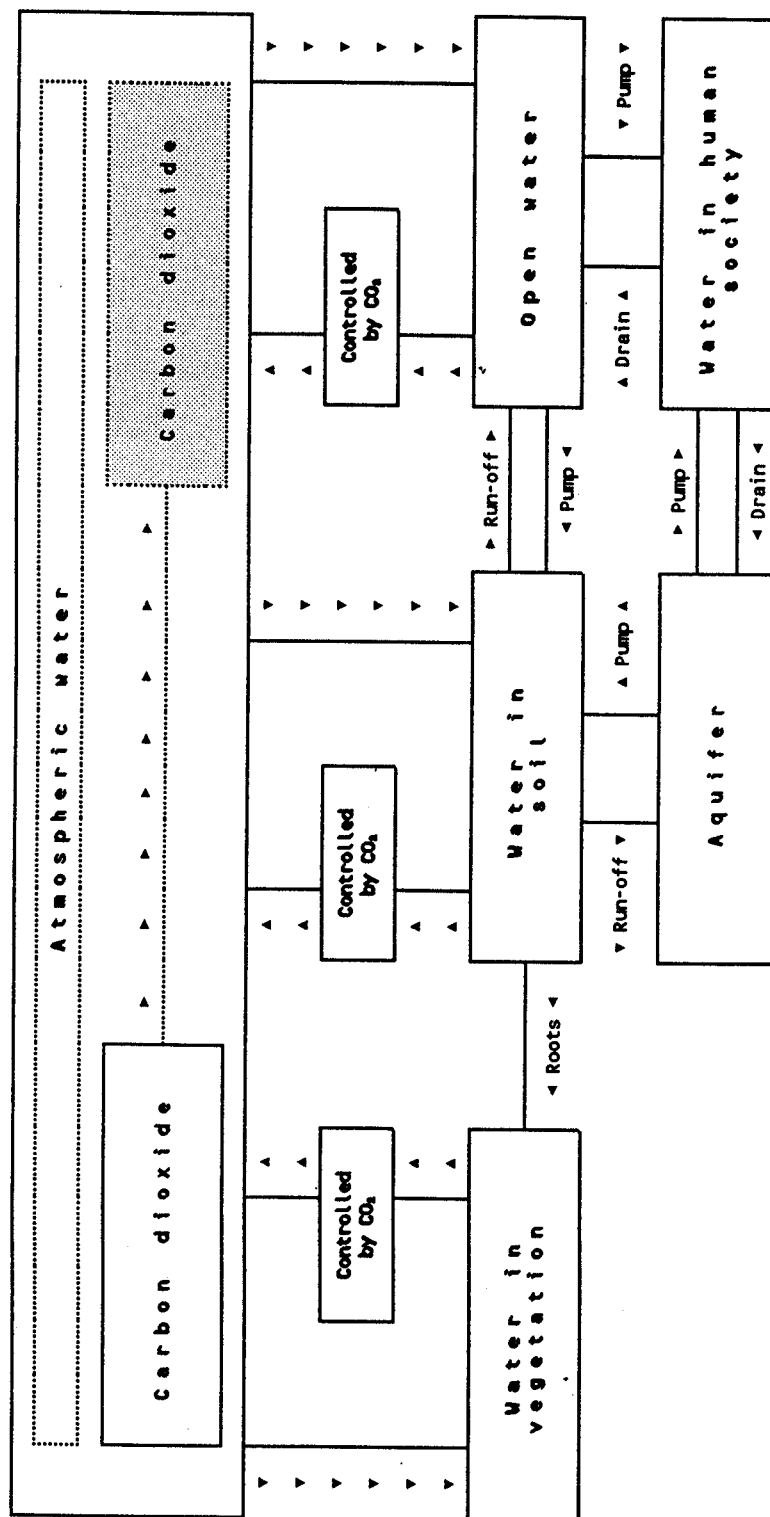 Atmospheric water
Carbon dioxide
Carbon dioxide
Controlled
by CO₂
Controlled
by CO₂
Controlled
by CO₂
Water in
vegetation
Roots
Water in
soil
Run-off
Pump
Open water
Run-off
Pump
Drain
Pump
Aquifer
Pump
Drain
Water in human
society